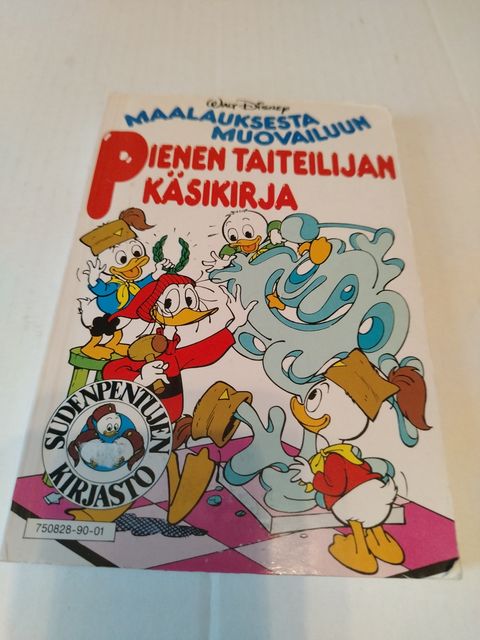 Walt Disney
MAALAUKSESTA
MUOVAILUUN
PIENEN TAITEILIJAN
KÄSIKIRJA
SUDENPENTUJEN
KIRJASTO
750828-90-01